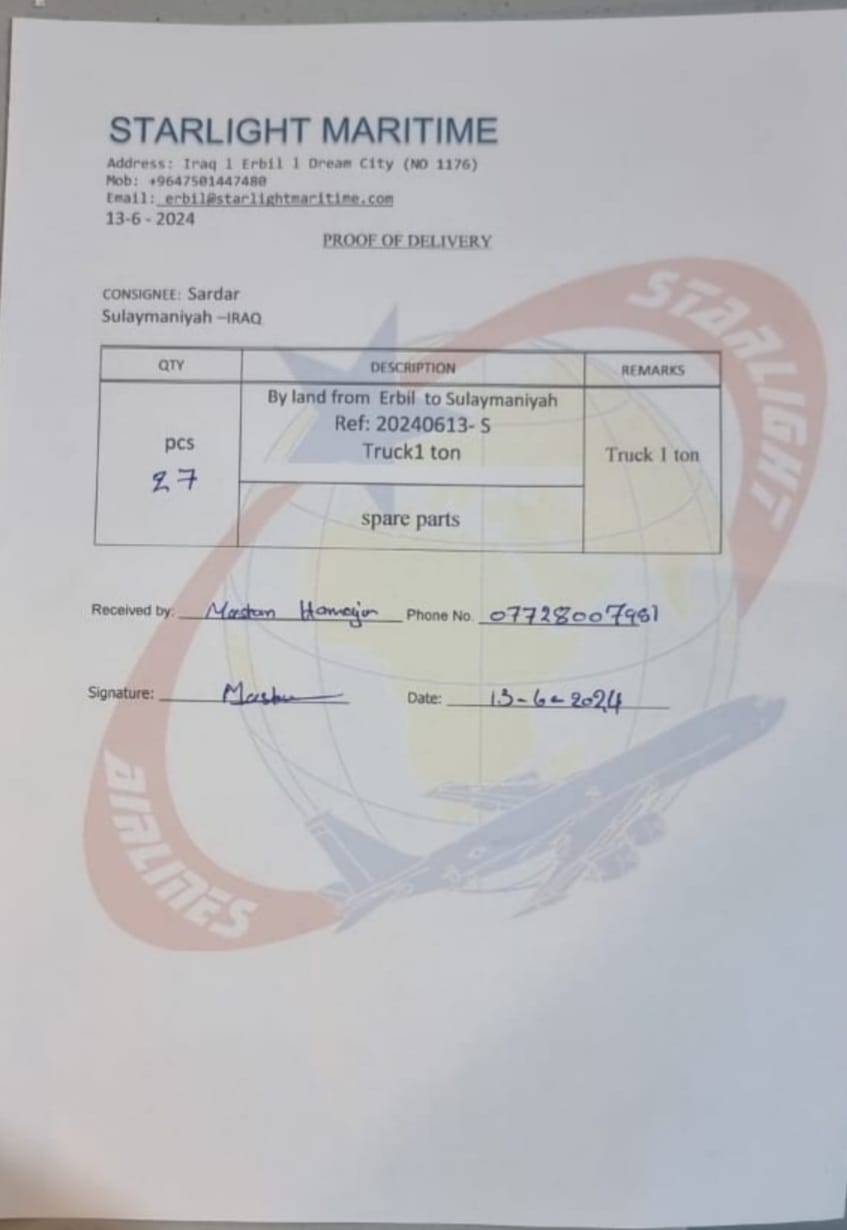 STARLIGHT MARITIME
Address: Iraq 1 Erbil 1 Dream City (NO 1176)
Mob: +9647501447480
Email: erbil@starlightmaritime.com
13-6 - 2024
PROOF OF DELIVERY
CONSIGNEE: Sardar
Sulaymaniyah –IRAQ
QTY DESCRIPTION REMARKS
By land from Erbil to Sulaymaniyah
Ref: 20240613- S
Truck1 ton
pcs
27
Truck 1 ton
spare parts
Received by: Phone No. 07728007981
Signature: Date: 13-6-2024
STARLIGHT
AIRLINES